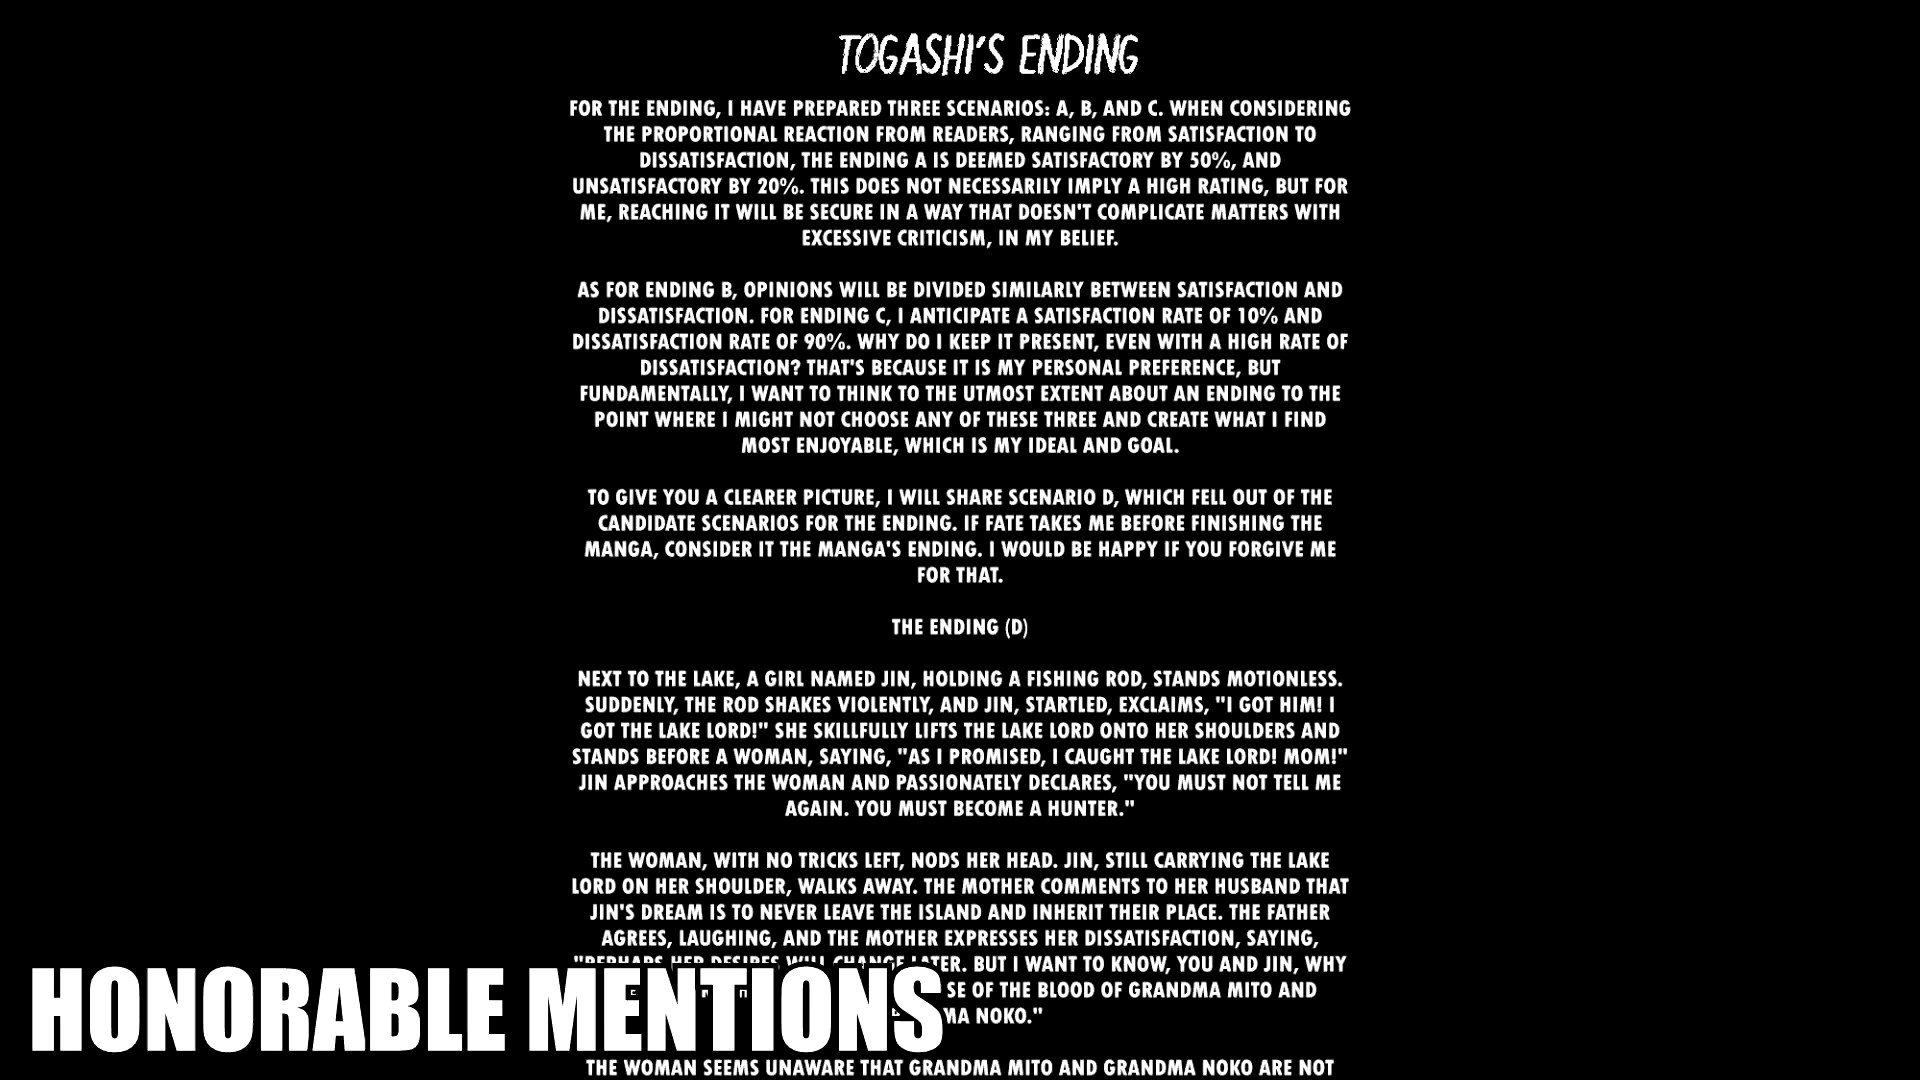 TOGASHI'S ENDING
FOR THE ENDING, I HAVE PREPARED THREE SCENARIOS: A, B, AND C. WHEN CONSIDERING
THE PROPORTIONAL REACTION FROM READERS, RANGING FROM SATISFACTION TO
DISSATISFACTION, THE ENDING A IS DEEMED SATISFACTORY BY 50%, AND
UNSATISFACTORY BY 20%. THIS DOES NOT NECESSARILY IMPLY A HIGH RATING, BUT FOR
ME, REACHING IT WILL BE SECURE IN A WAY THAT DOESN'T COMPLICATE MATTERS WITH
EXCESSIVE CRITICISM, IN MY BELIEF.
AS FOR ENDING B, OPINIONS WILL BE DIVIDED SIMILARLY BETWEEN SATISFACTION AND
DISSATISFACTION. FOR ENDING C, I ANTICIPATE A SATISFACTION RATE OF 10% AND
DISSATISFACTION RATE OF 90%. WHY DO I KEEP IT PRESENT, EVEN WITH A HIGH RATE OF
DISSATISFACTION? THAT'S BECAUSE IT IS MY PERSONAL PREFERENCE, BUT
FUNDAMENTALLY, I WANT TO THINK TO THE UTMOST EXTENT ABOUT AN ENDING TO THE
POINT WHERE I MIGHT NOT CHOOSE ANY OF THESE THREE AND CREATE WHAT I FIND
MOST ENJOYABLE, WHICH IS MY IDEAL AND GOAL.
TO GIVE YOU A CLEARER PICTURE, I WILL SHARE SCENARIO D, WHICH FELL OUT OF THE
CANDIDATE SCENARIOS FOR THE ENDING. IF FATE TAKES ME BEFORE FINISHING THE
MANGA, CONSIDER IT THE MANGA'S ENDING. I WOULD BE HAPPY IF YOU FORGIVE ME
FOR THAT.
THE ENDING (D)
NEXT TO THE LAKE, A GIRL NAMED JIN, HOLDING A FISHING ROD, STANDS MOTIONLESS.
SUDDENLY, THE ROD SHAKES VIOLENTLY, AND JIN, STARTLED, EXCLAIMS, "I GOT HIM! I
GOT THE LAKE LORD!" SHE SKILLFULLY LIFTS THE LAKE LORD ONTO HER SHOULDERS AND
STANDS BEFORE A WOMAN, SAYING, "AS I PROMISED, I CAUGHT THE LAKE LORD! MOM!"
JIN APPROACHES THE WOMAN AND PASSIONATELY DECLARES, "YOU MUST NOT TELL ME
AGAIN. YOU MUST BECOME A HUNTER."
THE WOMAN, WITH NO TRICKS LEFT, NODS HER HEAD. JIN, STILL CARRYING THE LAKE
LORD ON HER SHOULDER, WALKS AWAY. THE MOTHER COMMENTS TO HER HUSBAND THAT
JIN'S DREAM IS TO NEVER LEAVE THE ISLAND AND INHERIT THEIR PLACE. THE FATHER
AGREES, LAUGHING, AND THE MOTHER EXPRESSES HER DISSATISFACTION, SAYING,
"PERHAPS HER DESIRES WILL CHANGE LATER. BUT I WANT TO KNOW, YOU AND JIN, WHY
OF THE BLOOD OF GRANDMA MITO AND
NOKO."
HONORABLE MENTIONS
THE WOMAN SEEMS UNAWARE THAT GRANDMA MITO AND GRANDMA NOKO ARE NOT